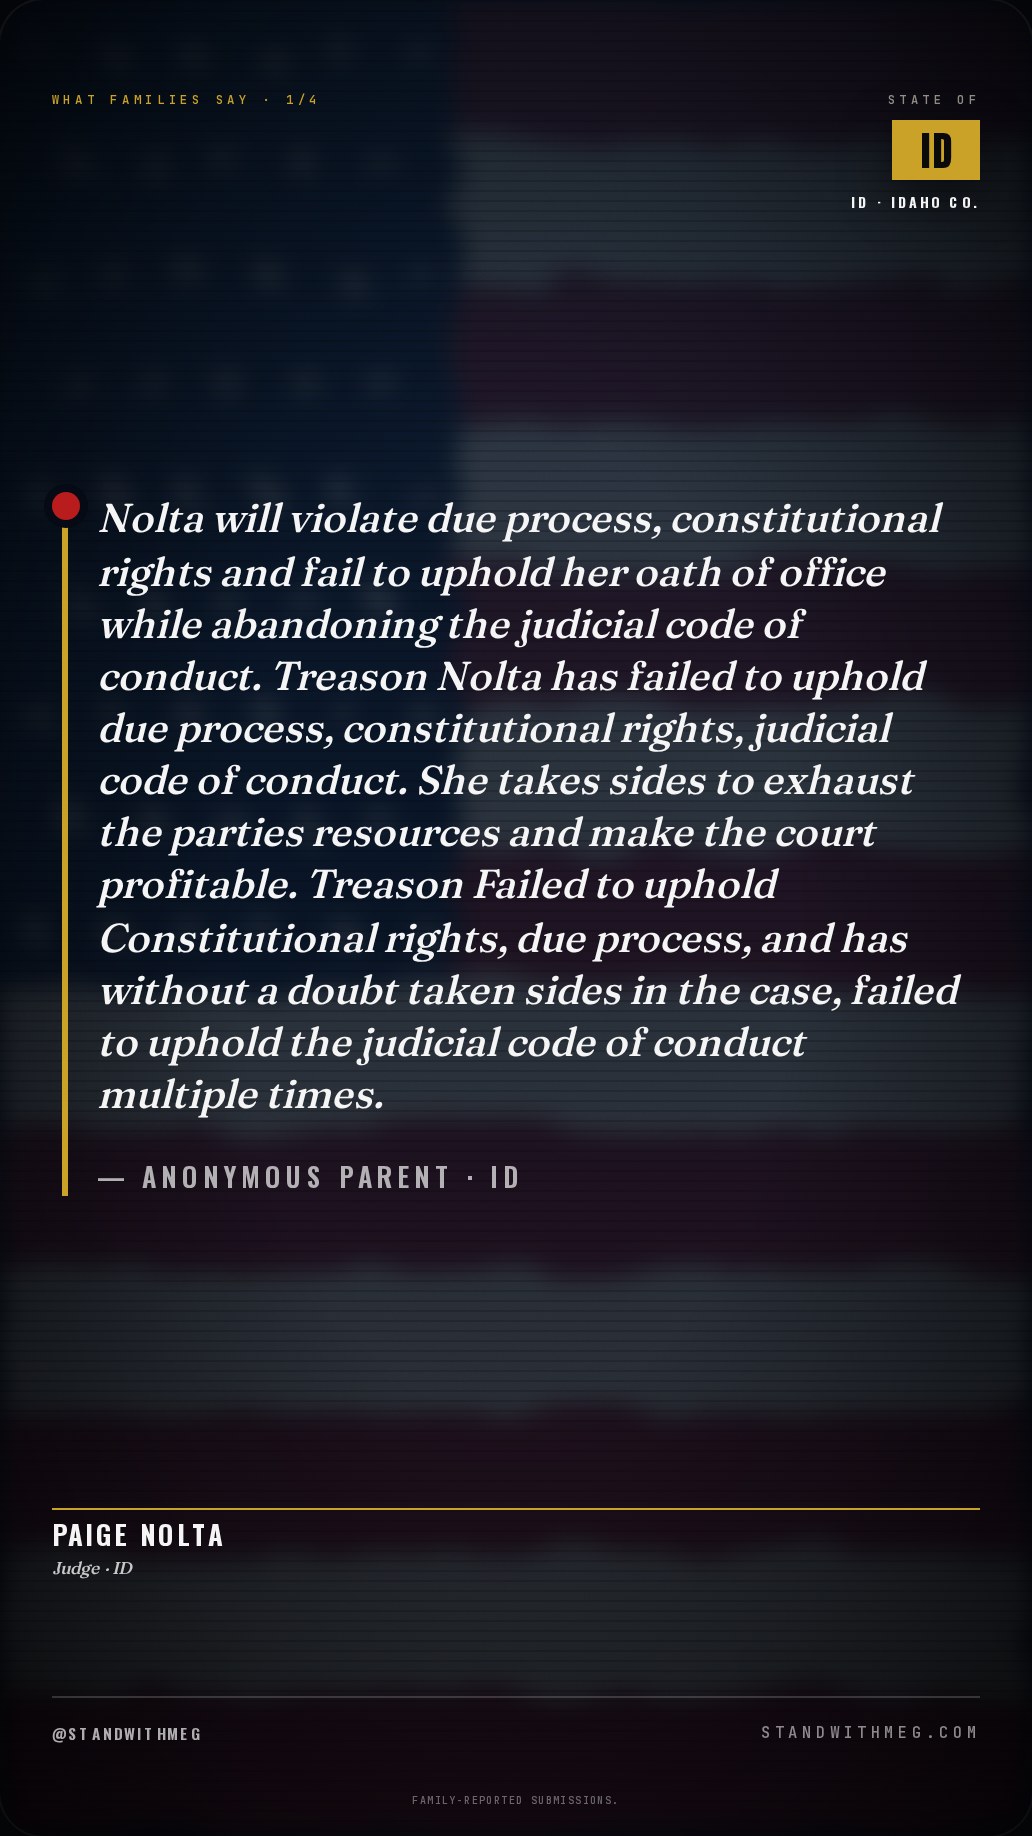 WHAT FAMILIES SAY · 1/4
STATE OF
ID
ID · IDAHO CO.
Nolta will violate due process, constitutional
rights and fail to uphold her oath of office
while abandoning the judicial code of
conduct. Treason Nolta has failed to uphold
due process, constitutional rights, judicial
code of conduct. She takes sides to exhaust
the parties resources and make the court
profitable. Treason Failed to uphold
Constitutional rights, due process, and has
without a doubt taken sides in the case, failed
to uphold the judicial code of conduct
multiple times.
— ANONYMOUS PARENT · ID
PAIGE NOLTA
Judge · ID
@STANDWITHMEG
STANDWITHMEG.COM
FAMILY-REPORTED SUBMISSIONS.